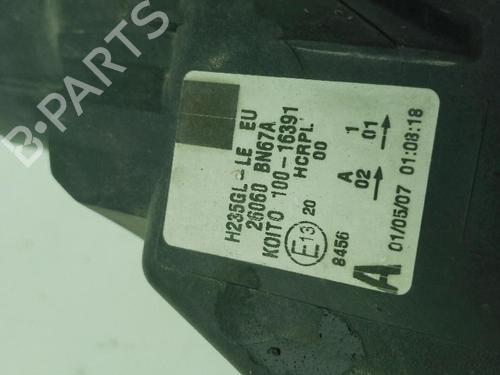 B-Parts
H235GL-LE EU
26060 BN67A
KOITO 100-16391
HCRPL
00
E13 20
A 1
02 01
8456
A 01/05/07 01:08:18